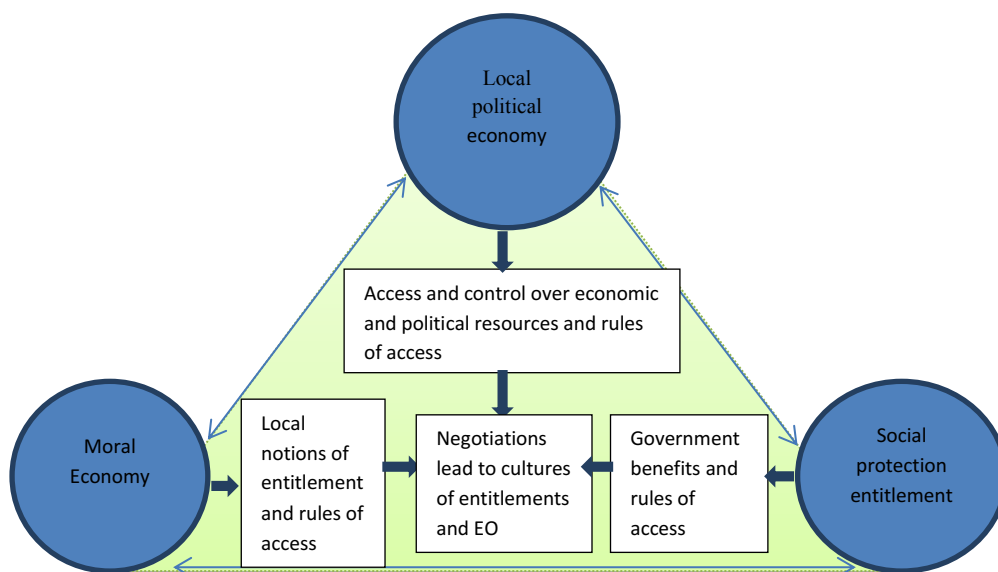 Local
political
economy
Access and control over economic
and political resources and rules
of access
Moral
Economy
Local
notions of
entitlement
and rules of
access
Negotiations
lead to cultures
of entitlements
and EO
Government
benefits and
rules of
access
Social
protection
entitlement